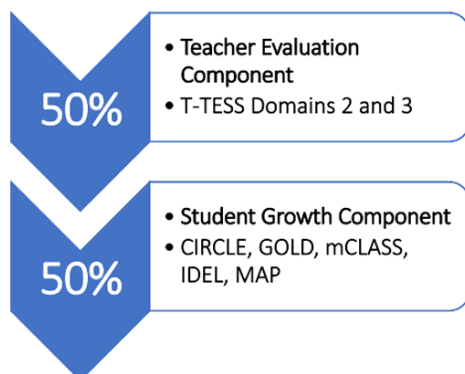 50%
• Teacher Evaluation
Component
• T-TESS Domains 2 and 3
50%
• Student Growth Component
• CIRCLE, GOLD, mCLASS,
IDEL, MAP